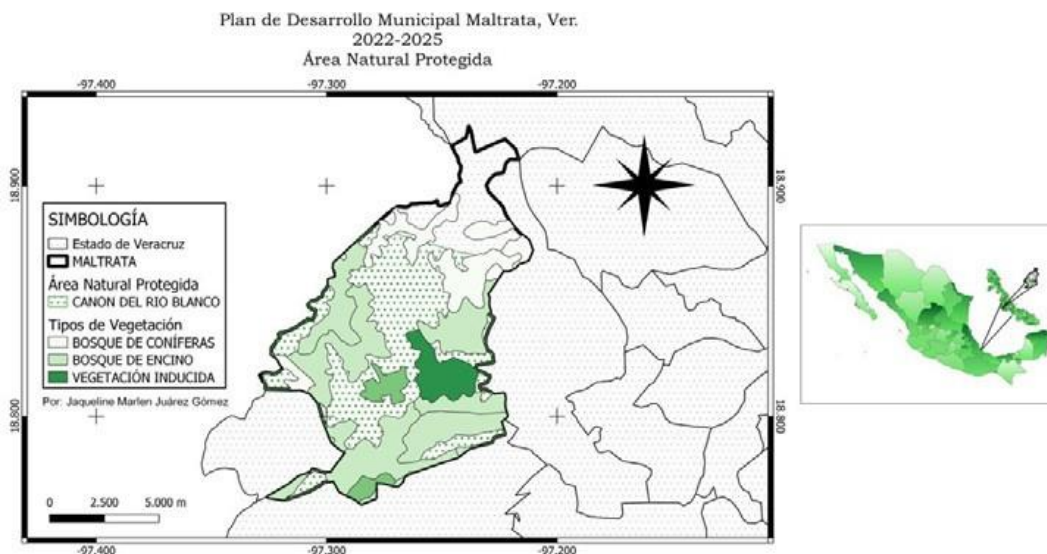 Plan de Desarrollo Municipal Maltrata, Ver.
2022-2025
Área Natural Protegida
-97.400
-97.300
-97.200
18.900
18.900
SIMBOLOGÍA
Estado de Veracruz
MALTRATA
Área Natural Protegida
CANON DEL RIO BLANCO
Tipos de Vegetación
BOSQUE DE CONÍFERAS
BOSQUE DE ENCINO
VEGETACIÓN INDUCIDA
Por: Jaqueline Marlen Juárez Gómez
18.800
18.800
0 2.500 5.000 m
-97.400
-97.300
-97.200